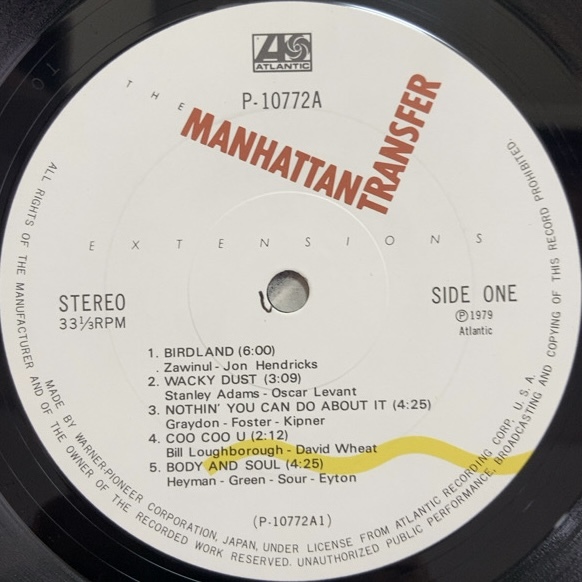 ATLANTIC
P-10772A
THE
MANHATTAN
TRANSFER
EXTENSIONS
STEREO
33⅓RPM
SIDE ONE
Ⓟ1979
Atlantic
1. BIRDLAND (6:00)
Zawinul - Jon Hendricks
2. WACKY DUST (3:09)
Stanley Adams - Oscar Levant
3. NOTHIN' YOU CAN DO ABOUT IT (4:25)
Graydon - Foster - Kipner
4. COO COO U (2:12)
Bill Loughborough - David Wheat
5. BODY AND SOUL (4:25)
Heyman - Green - Sour - Eyton
(P-10772A1)
ALL RIGHTS OF THE MANUFACTURER AND OF THE OWNER OF THE RECORDED WORK RESERVED. UNAUTHORIZED PUBLIC PERFORMANCE, BROADCASTING AND COPYING OF THIS RECORD PROHIBITED.
MADE BY WARNER-PIONEER CORPORATION, JAPAN, UNDER LICENSE FROM ATLANTIC RECORDING CORP. U.S.A.